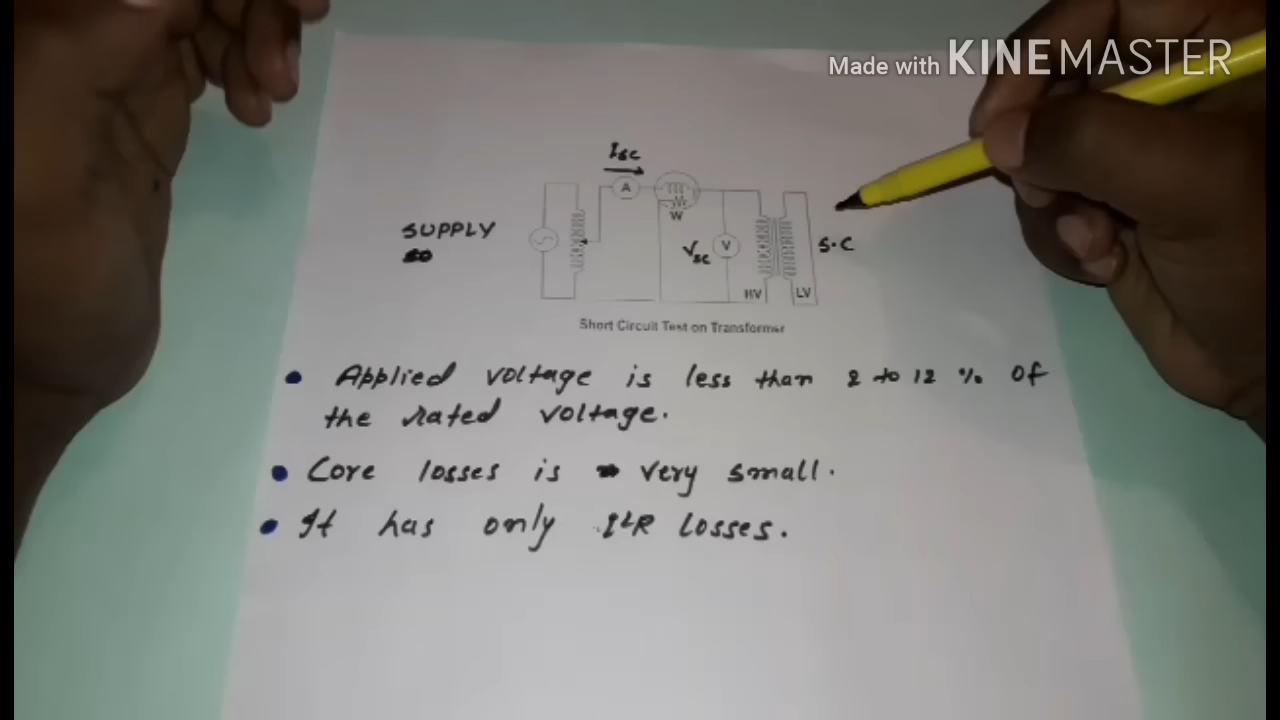 Made with KINEMASTER
Isc
A
W
SUPPLY
Vsc
V
S.C
HV
LV
Short Circuit Test on Transformer
• Applied voltage is less than 2 to 12 % of
the rated voltage.
• Core losses is very small.
• It has only I²R losses.